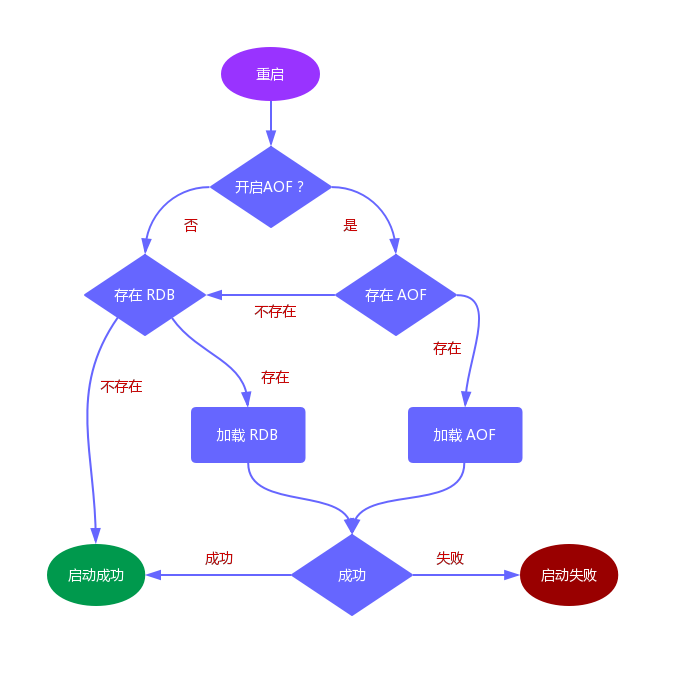 重启
开启AOF ?
否
是
存在 RDB
存在 AOF
不存在
存在
存在
不存在
加载 RDB
加载 AOF
成功
失败
启动成功
成功
启动失败